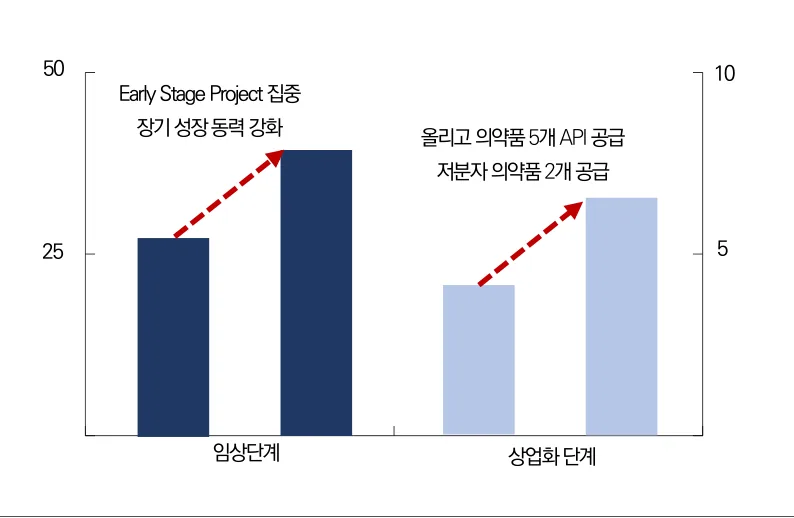 50
10
Early Stage Project 집중
장기 성장 동력 강화
올리고 의약품 5개 API 공급
저분자 의약품 2개 공급
25
5
임상단계
상업화 단계